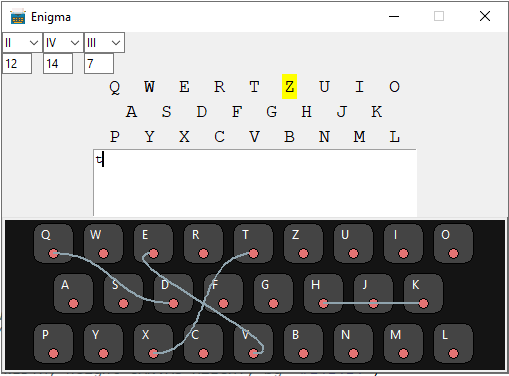 Enigma
II IV III
12 14 7
Q W E R T Z U I O
A S D F G H J K
P Y X C V B N M L
t
Q W E R T Z U I O
A S D F G H J K
P Y X C V B N M L